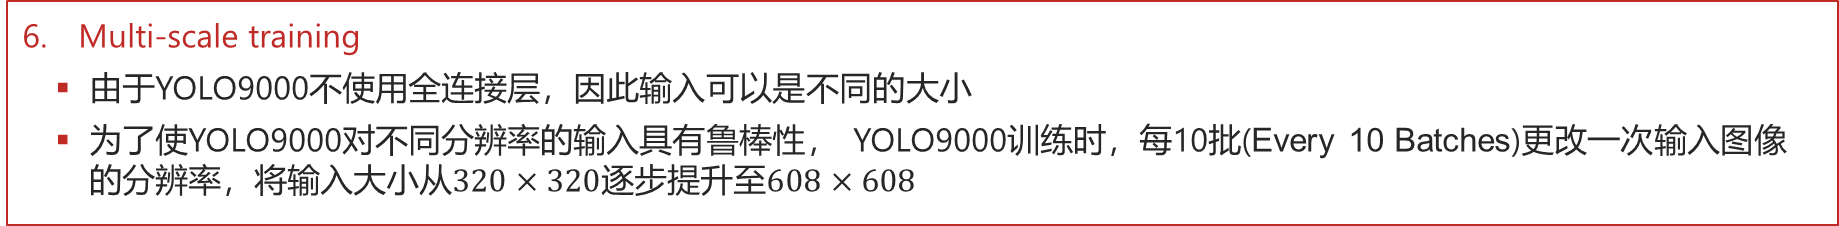 6. Multi-scale training
▪ 由于YOLO9000不使用全连接层，因此输入可以是不同的大小
▪ 为了使YOLO9000对不同分辨率的输入具有鲁棒性， YOLO9000训练时，每10批(Every 10 Batches)更改一次输入图像
的分辨率，将输入大小从320 × 320逐步提升至608 × 608